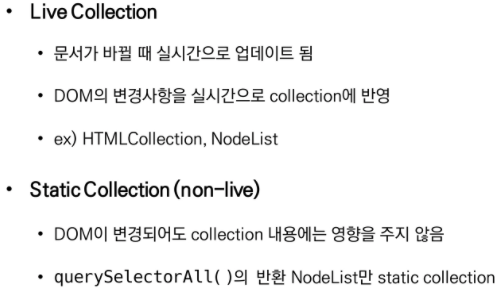 • Live Collection
• 문서가 바뀔 때 실시간으로 업데이트 됨
• DOM의 변경사항을 실시간으로 collection에 반영
• ex) HTMLCollection, NodeList
• Static Collection (non-live)
• DOM이 변경되어도 collection 내용에는 영향을 주지 않음
• querySelectorAll()의 반환 NodeList만 static collection